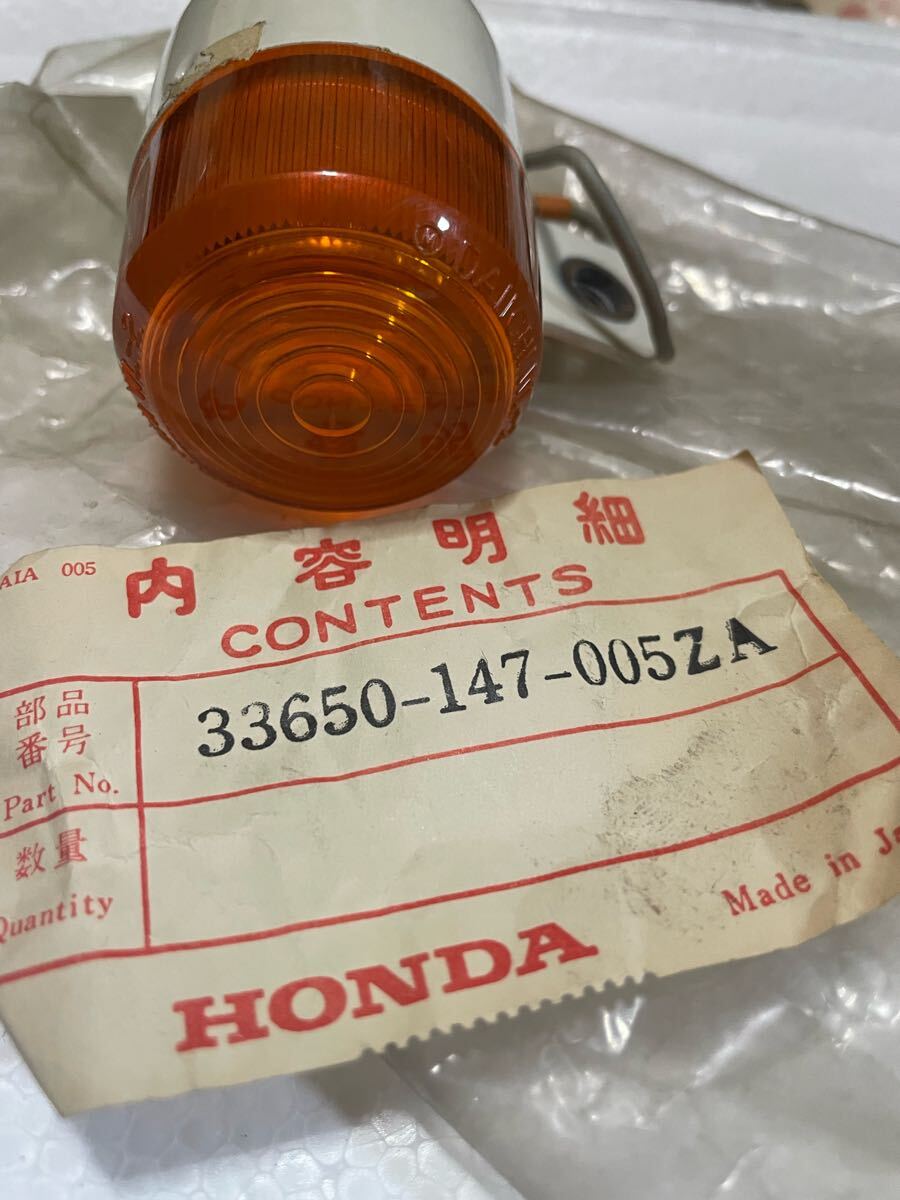 AIA 005
内容明細
CONTENTS
部品
番号
Part No.
33650-147-005ZA
数量
Quantity
Made in Ja
HONDA